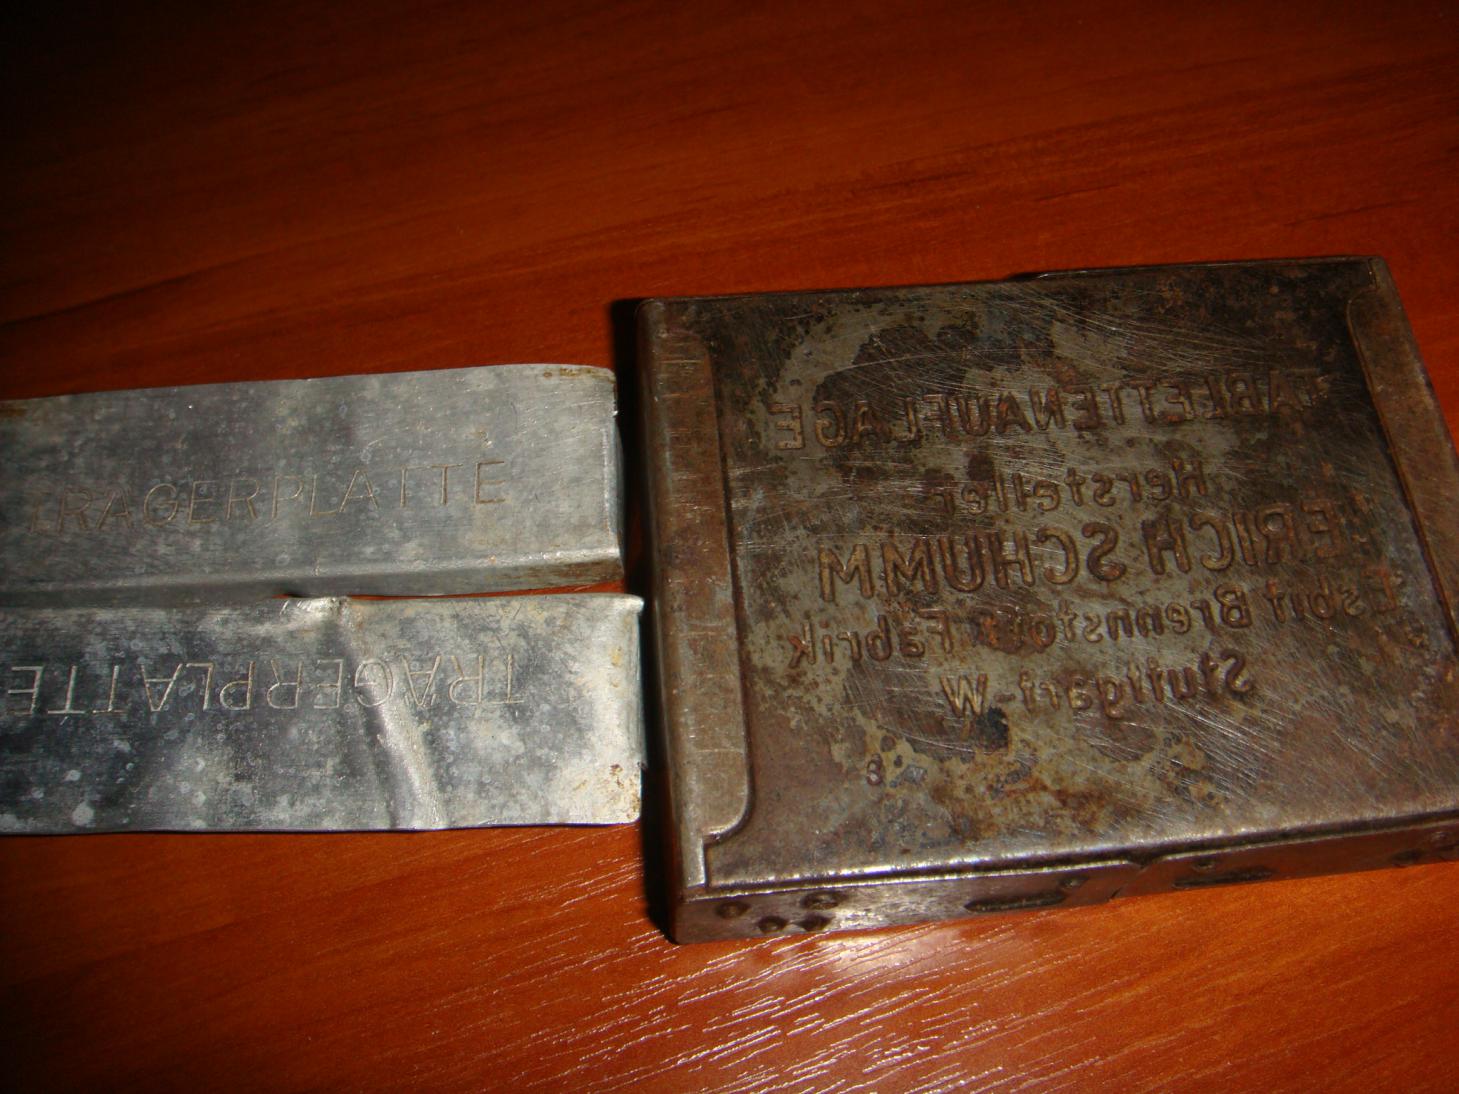 TRAGERPLATTE
TRAGERPLATTE
TABLETTENAUFLAGE
Hersteller
ERICH SCHUMM
Esbit Brennstoff Fabrik
Stuttgart-W